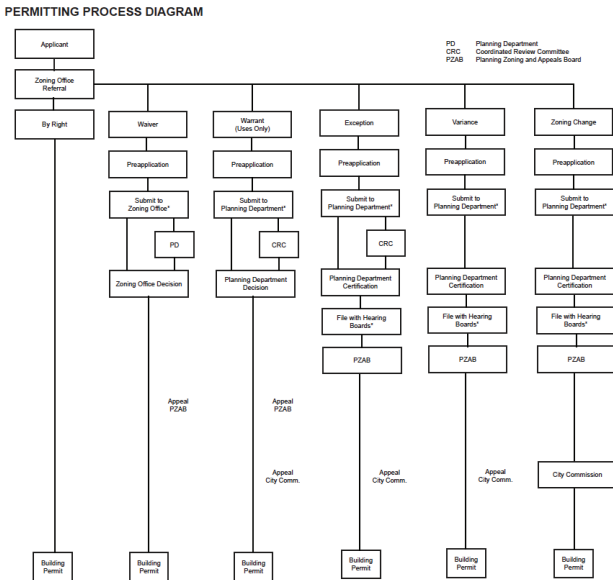 PERMITTING PROCESS DIAGRAM
Applicant
PD Planning Department
CRC Coordinated Review Committee
PZAB Planning Zoning and Appeals Board
Zoning Office
Referral
By Right
Waiver
Warrant
(Uses Only)
Exception
Variance
Zoning Change
Preapplication
Preapplication
Preapplication
Preapplication
Preapplication
Submit to
Zoning Office*
Submit to
Planning Department*
Submit to
Planning Department*
Submit to
Planning Department*
Submit to
Planning Department*
PD
CRC
CRC
Zoning Office Decision
Planning Department
Decision
Planning Department
Certification
Planning Department
Certification
Planning Department
Certification
File with Hearing
Boards*
File with Hearing
Boards*
File with Hearing
Boards*
PZAB
PZAB
PZAB
Appeal
PZAB
Appeal
PZAB
Appeal
City Comm.
Appeal
City Comm.
Appeal
City Comm.
City Commission
Building
Permit
Building
Permit
Building
Permit
Building
Permit
Building
Permit
Building
Permit